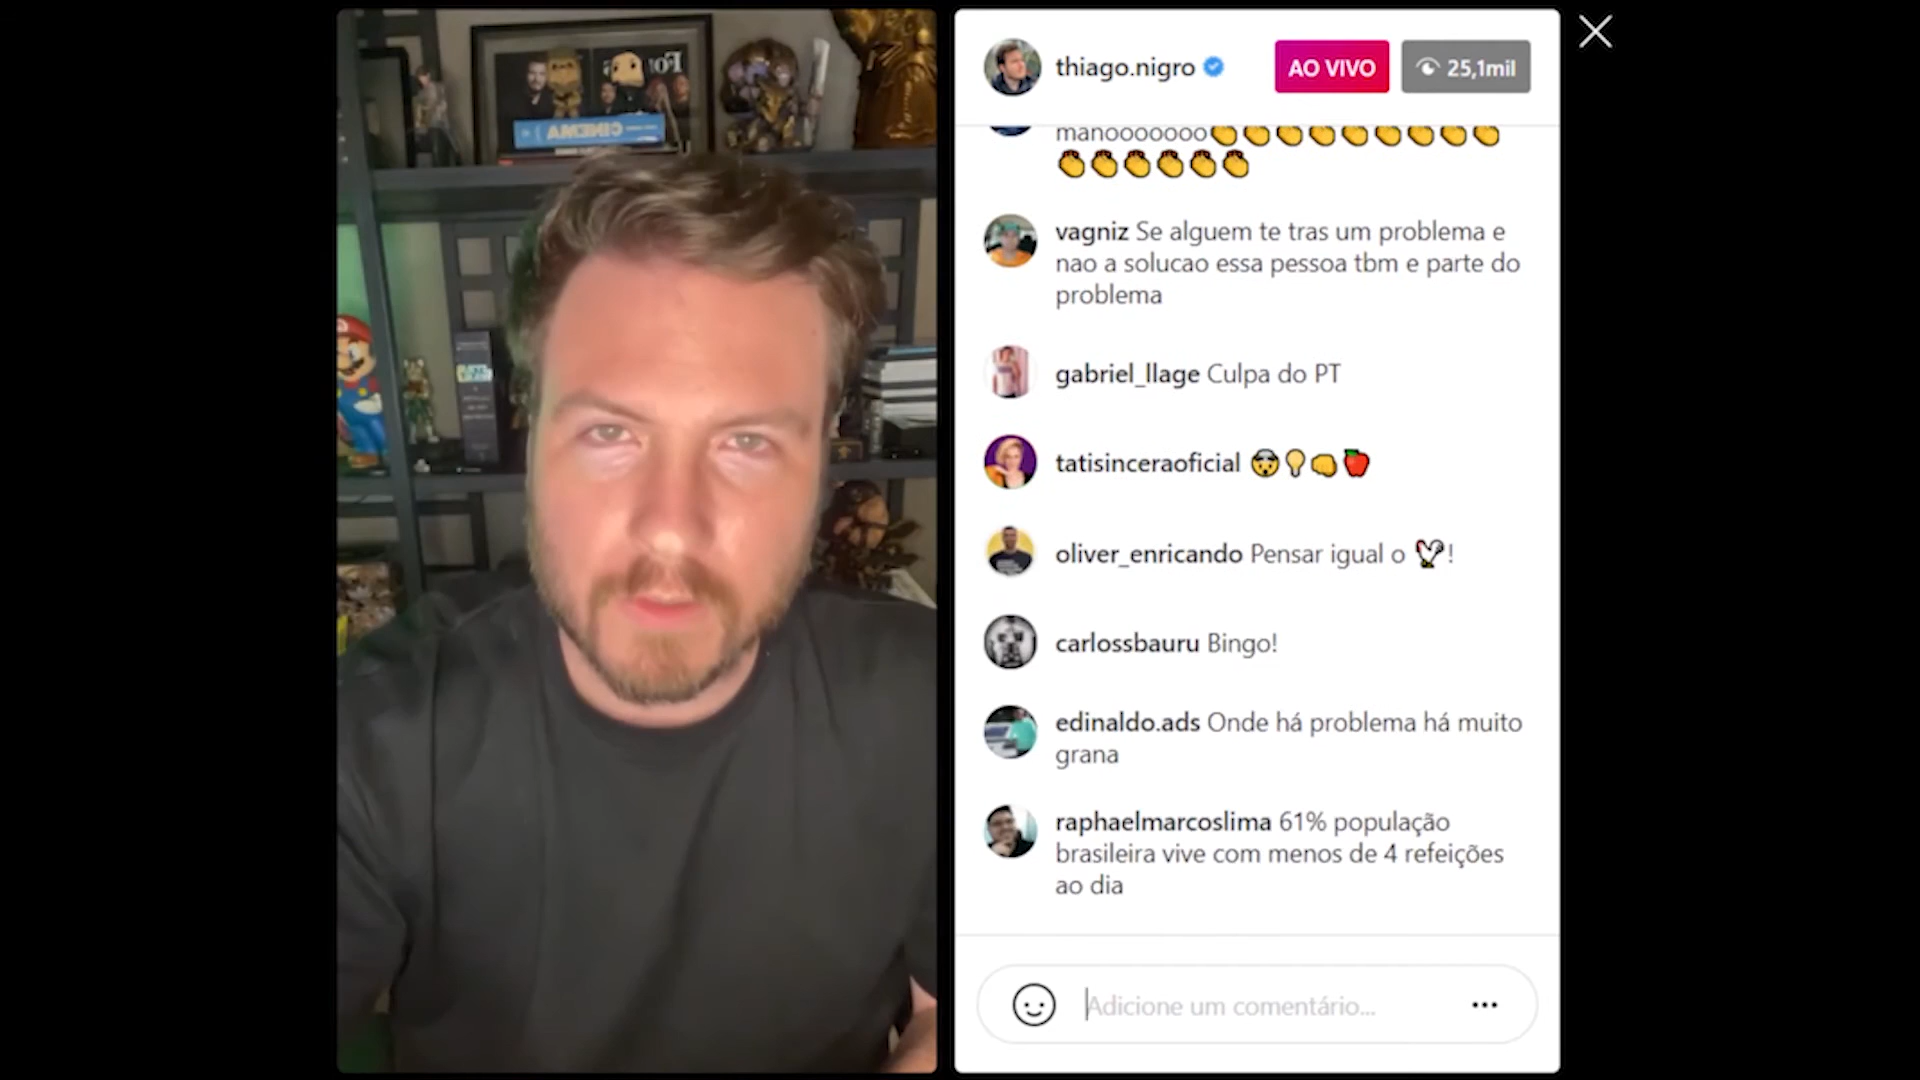 thiago.nigro
AO VIVO
25,1mil
manooooooo👏👏👏👏👏👏👏👏👏
👏👏👏👏👏👏
vagniz Se alguem te tras um problema e
nao a solucao essa pessoa tbm e parte do
problema
gabriel_llage Culpa do PT
tatisinceraoficial 🤯💡👊🍎
oliver_enricando Pensar igual o 🐓!
carlossbauru Bingo!
edinaldo.ads Onde há problema há muito
grana
raphaelmarcoslima 61% população
brasileira vive com menos de 4 refeições
ao dia
Adicione um comentário...
CINEMA